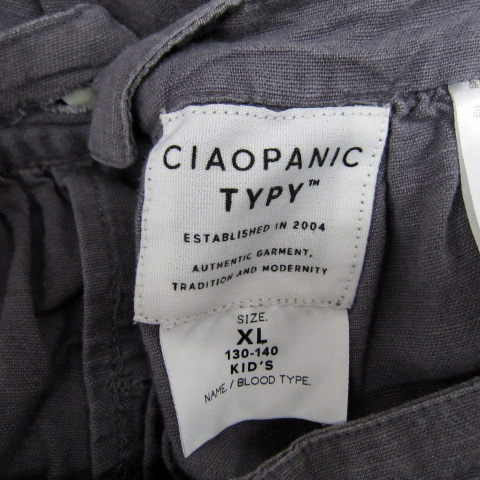 CIAOPANIC
TYPY™
ESTABLISHED IN 2004
AUTHENTIC GARMENT,
TRADITION AND MODERNITY
SIZE.
XL
130-140
KID'S
NAME. / BLOOD TYPE.